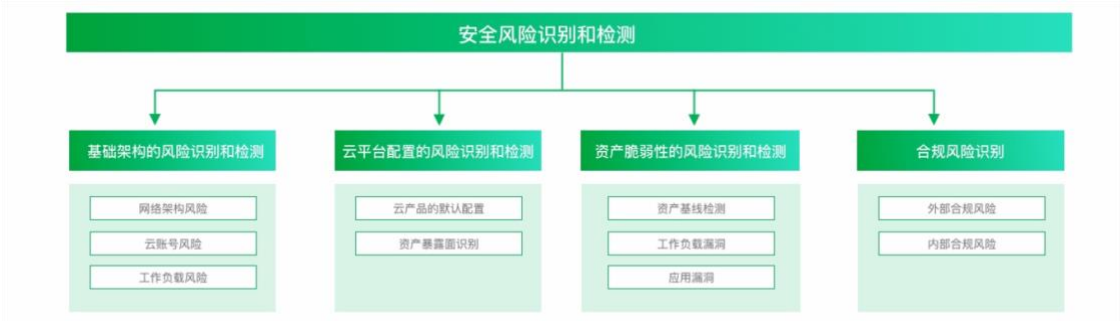 安全风险识别和检测
基础架构的风险识别和检测
网络架构风险
云账号风险
工作负载风险
云平台配置的风险识别和检测
云产品的默认配置
资产暴露面识别
资产脆弱性的风险识别和检测
资产基线检测
工作负载漏洞
应用漏洞
合规风险识别
外部合规风险
内部合规风险